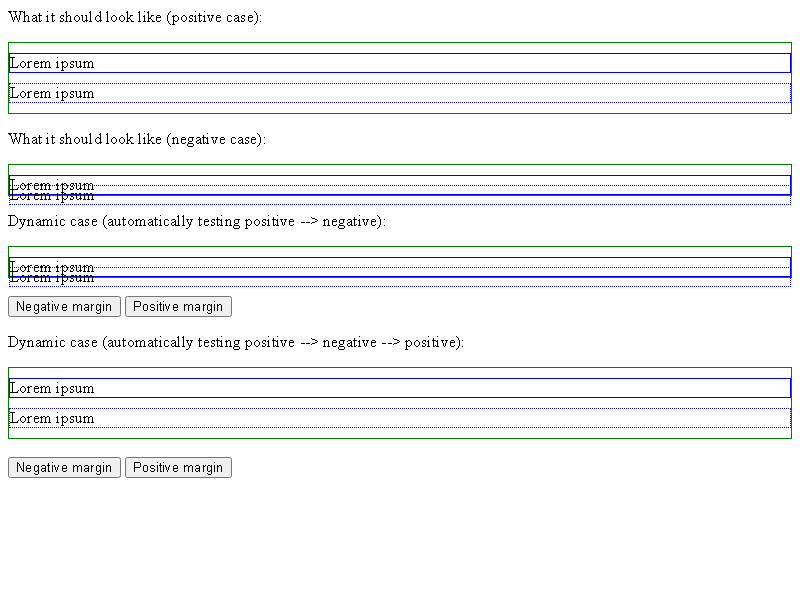 What it should look like (positive case):
Lorem ipsum
Lorem ipsum
What it should look like (negative case):
Lorem ipsum
Lorem ipsum
Dynamic case (automatically testing positive --> negative):
Lorem ipsum
Lorem ipsum
Negative margin Positive margin
Dynamic case (automatically testing positive --> negative --> positive):
Lorem ipsum
Lorem ipsum
Negative margin Positive margin